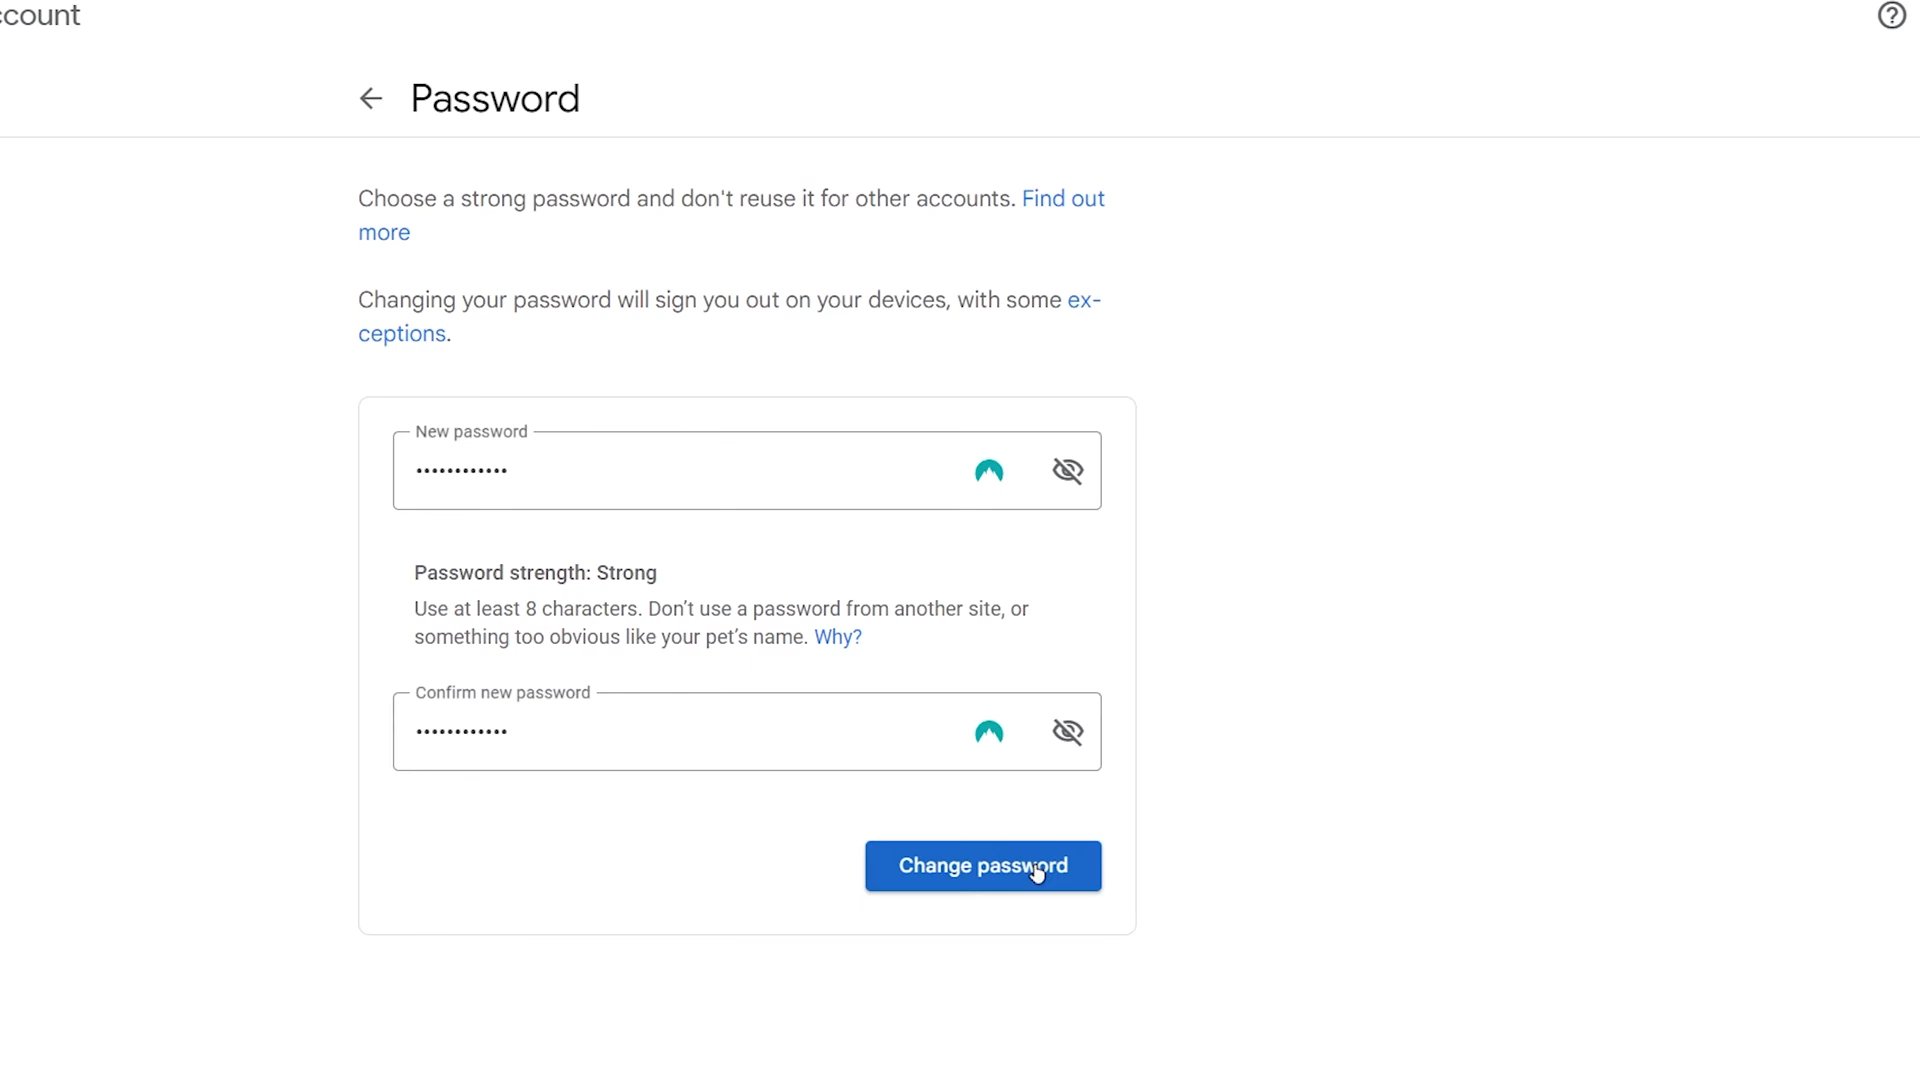 ccount
Password
Choose a strong password and don't reuse it for other accounts. Find out
more
Changing your password will sign you out on your devices, with some ex-
ceptions.
New password
••••••••••••
Password strength: Strong
Use at least 8 characters. Don’t use a password from another site, or
something too obvious like your pet’s name. Why?
Confirm new password
••••••••••••
Change password